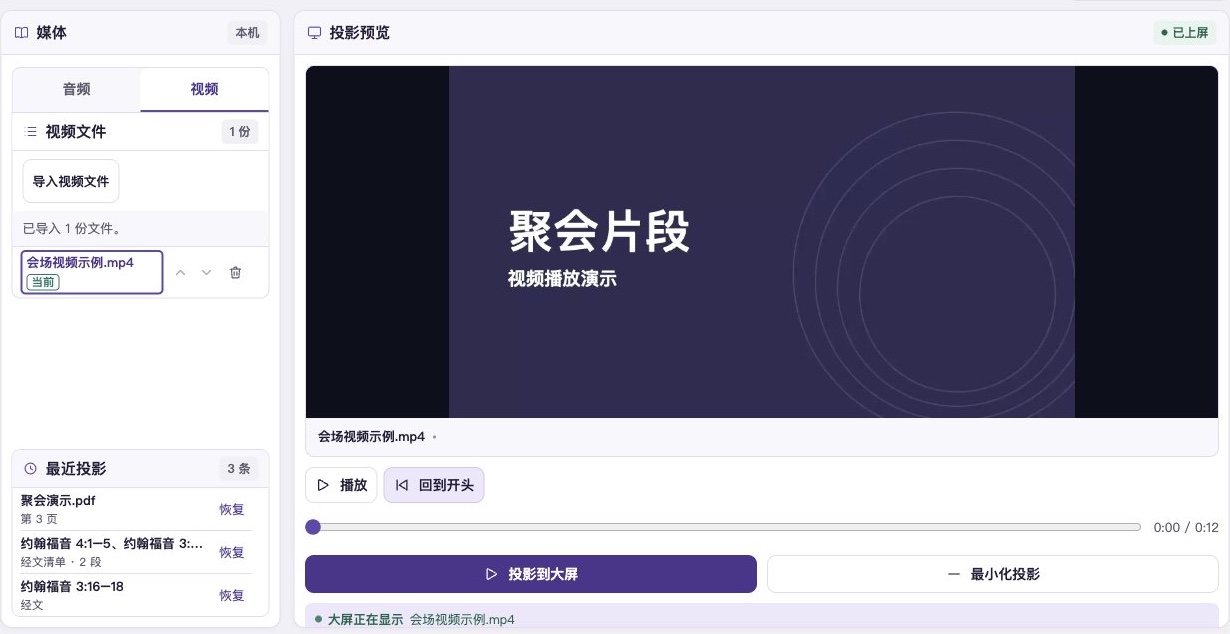 媒体
本机
音频
视频
视频文件
1 份
导入视频文件
已导入 1 份文件。
会场视频示例.mp4
当前
最近投影
3 条
聚会演示.pdf
第 3 页
恢复
约翰福音 4:1—5、约翰福音 3:...
经文清单 · 2 段
恢复
约翰福音 3:16—18
经文
恢复
投影预览
已上屏
聚会片段
视频播放演示
会场视频示例.mp4
播放
回到开头
0:00 / 0:12
投影到大屏
最小化投影
大屏正在显示 会场视频示例.mp4